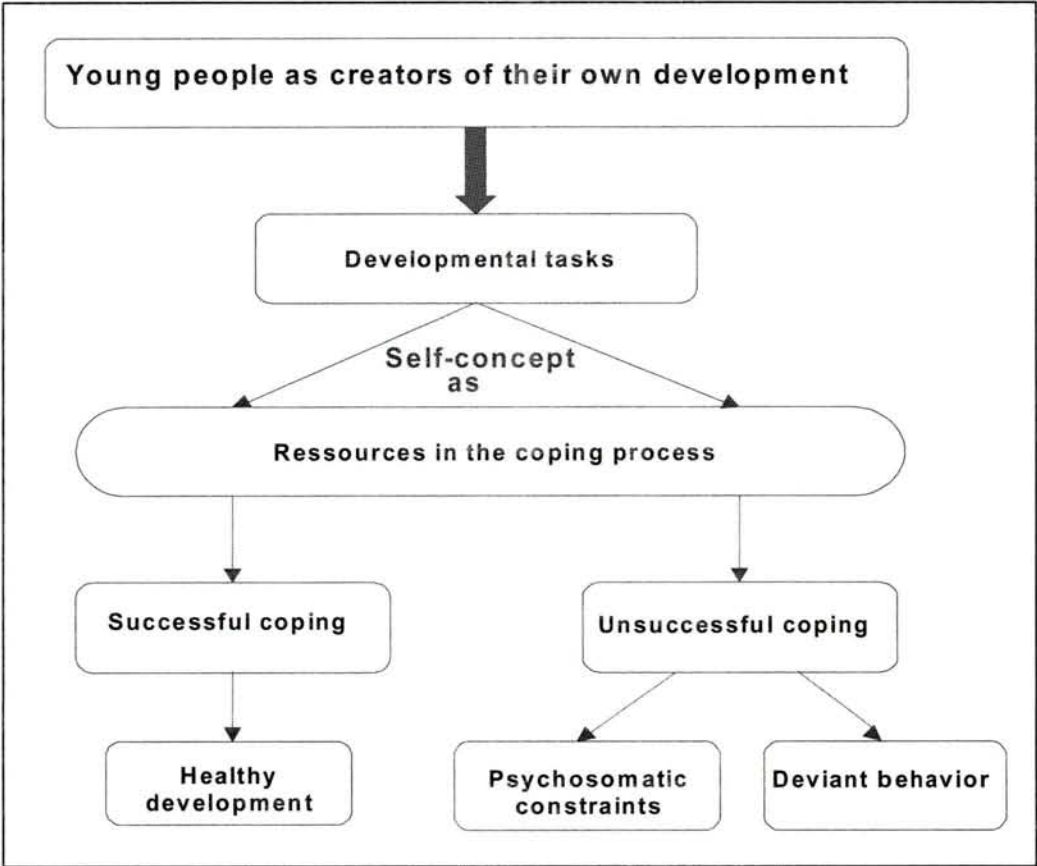 Young people as creators of their own development
Developmental tasks
Self-concept
as
Ressources in the coping process
Successful coping
Unsuccessful coping
Healthy
development
Psychosomatic
constraints
Deviant behavior